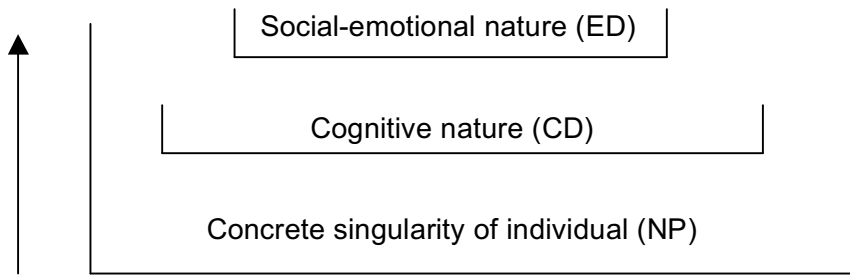 Social-emotional nature (ED)
Cognitive nature (CD)
Concrete singularity of individual (NP)